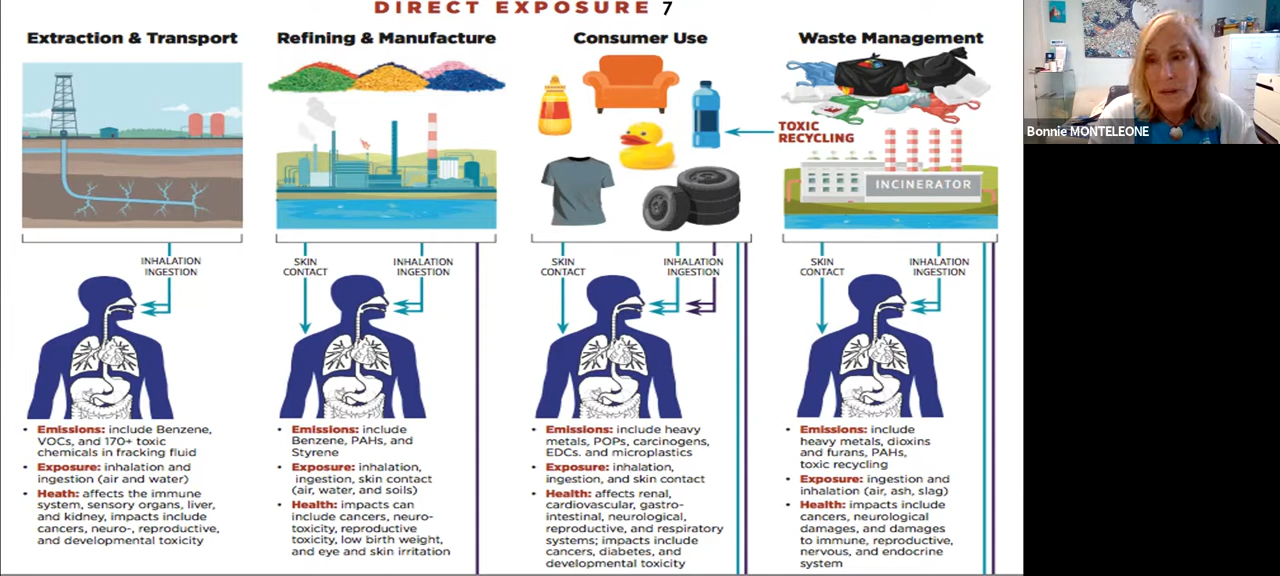 DIRECT EXPOSURE 7
Extraction & Transport
Refining & Manufacture
Consumer Use
Waste Management
TOXIC
RECYCLING
INCINERATOR
Bonnie MONTELEONE
INHALATION
INGESTION
SKIN
CONTACT
INHALATION
INGESTION
SKIN
CONTACT
INHALATION
INGESTION
SKIN
CONTACT
INHALATION
INGESTION
• Emissions: include Benzene,
VOCs, and 170+ toxic
chemicals in fracking fluid
• Exposure: inhalation and
ingestion (air and water)
• Heath: affects the immune
system, sensory organs, liver,
and kidney, impacts include
cancers, neuro-, reproductive,
and developmental toxicity
• Emissions: include
Benzene, PAHs, and
Styrene
• Exposure: inhalation,
ingestion, skin contact
(air, water, and soils)
• Health: impacts can
include cancers, neuro-
toxicity, reproductive
toxicity, low birth weight,
and eye and skin irritation
• Emissions: include heavy
metals, POPs, carcinogens,
EDCs. and microplastics
• Exposure: inhalation,
ingestion, and skin contact
• Health: affects renal,
cardiovascular, gastro-
intestinal, neurological,
reproductive, and respiratory
systems; impacts include
cancers, diabetes, and
developmental toxicity
• Emissions: include
heavy metals, dioxins
and furans, PAHs,
toxic recycling
• Exposure: ingestion and
inhalation (air, ash, slag)
• Health: impacts include
cancers, neurological
damages, and damages
to immune, reproductive,
nervous, and endocrine
system